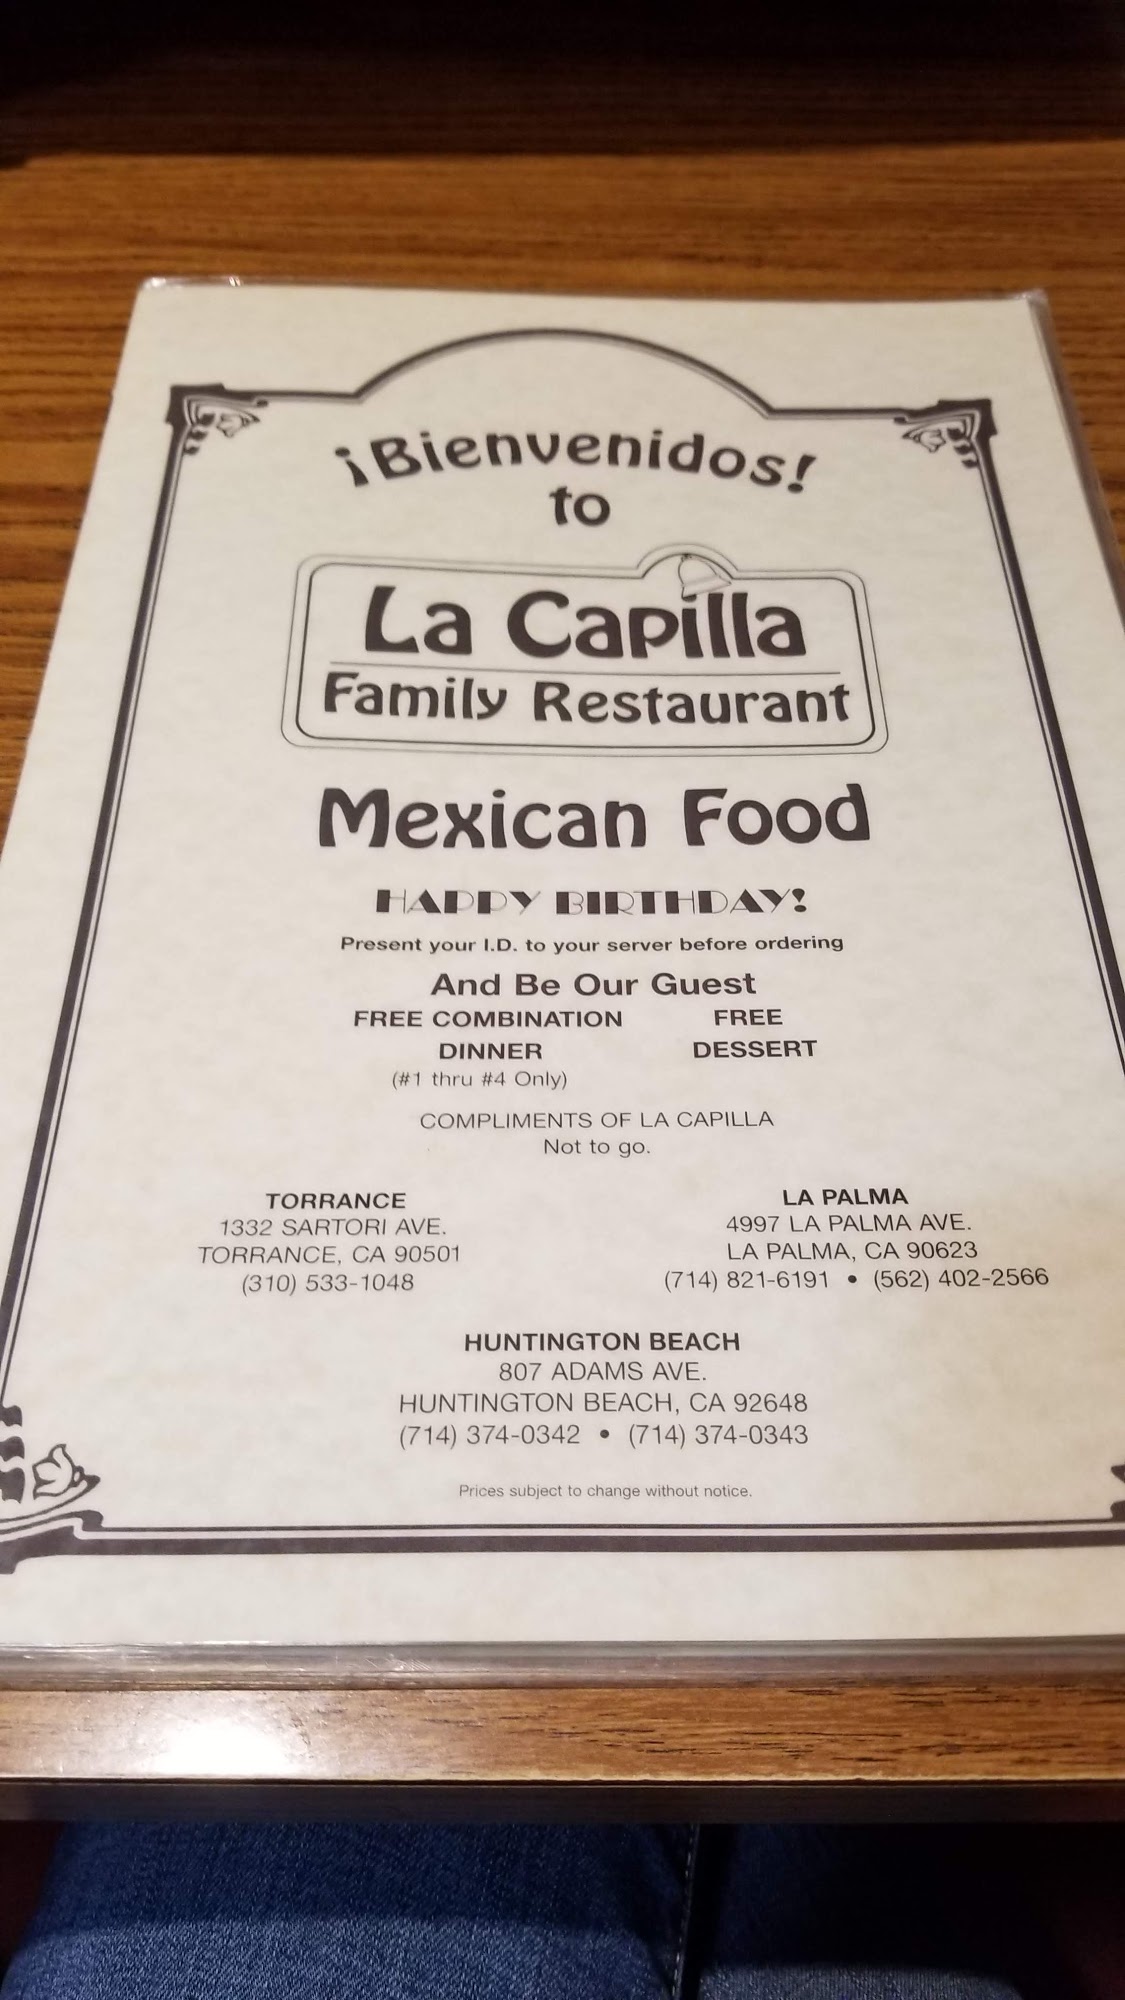 ¡Bienvenidos!
to
La Capilla
Family Restaurant
Mexican Food
HAPPY BIRTHDAY!
Present your I.D. to your server before ordering
And Be Our Guest
FREE COMBINATION
DINNER
(#1 thru #4 Only)
FREE
DESSERT
COMPLIMENTS OF LA CAPILLA
Not to go.
TORRANCE
1332 SARTORI AVE.
TORRANCE, CA 90501
(310) 533-1048
LA PALMA
4997 LA PALMA AVE.
LA PALMA, CA 90623
(714) 821-6191 • (562) 402-2566
HUNTINGTON BEACH
807 ADAMS AVE.
HUNTINGTON BEACH, CA 92648
(714) 374-0342 • (714) 374-0343
Prices subject to change without notice.